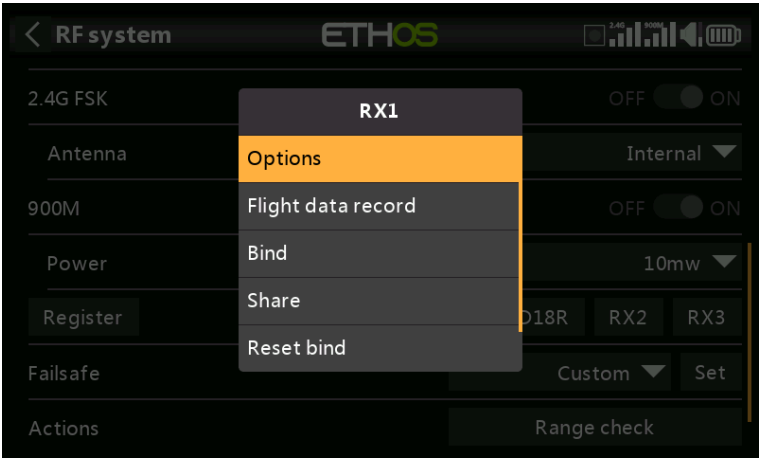 RF system
ETHOS
2.4G 900M
2.4G FSK
OFF ON
RX1
Antenna
Options
Internal
Flight data record
900M
OFF ON
Bind
Power
10mw
Share
Register
D18R RX2 RX3
Reset bind
Failsafe
Custom Set
Actions
Range check